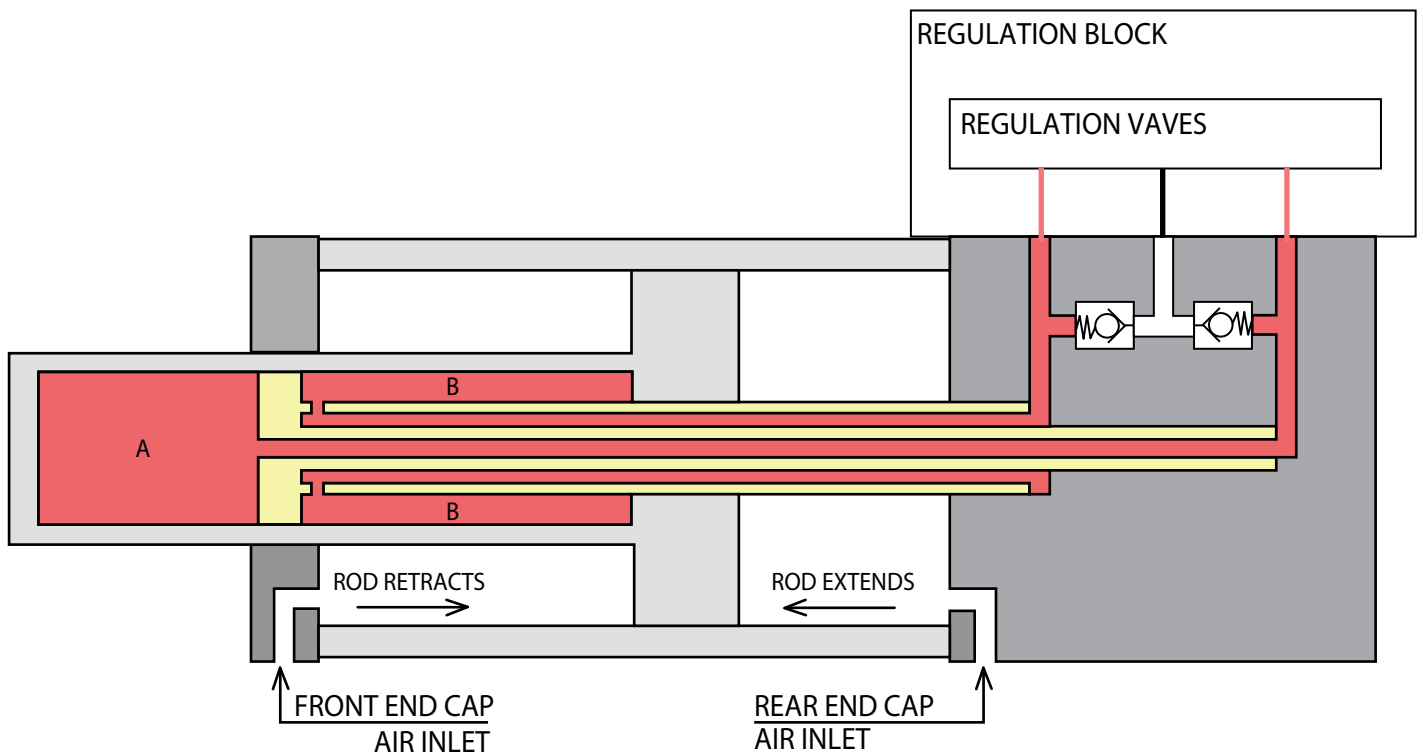 REGULATION BLOCK
REGULATION VAVES
B
A
B
ROD RETRACTS
ROD EXTENDS
FRONT END CAP
AIR INLET
REAR END CAP
AIR INLET